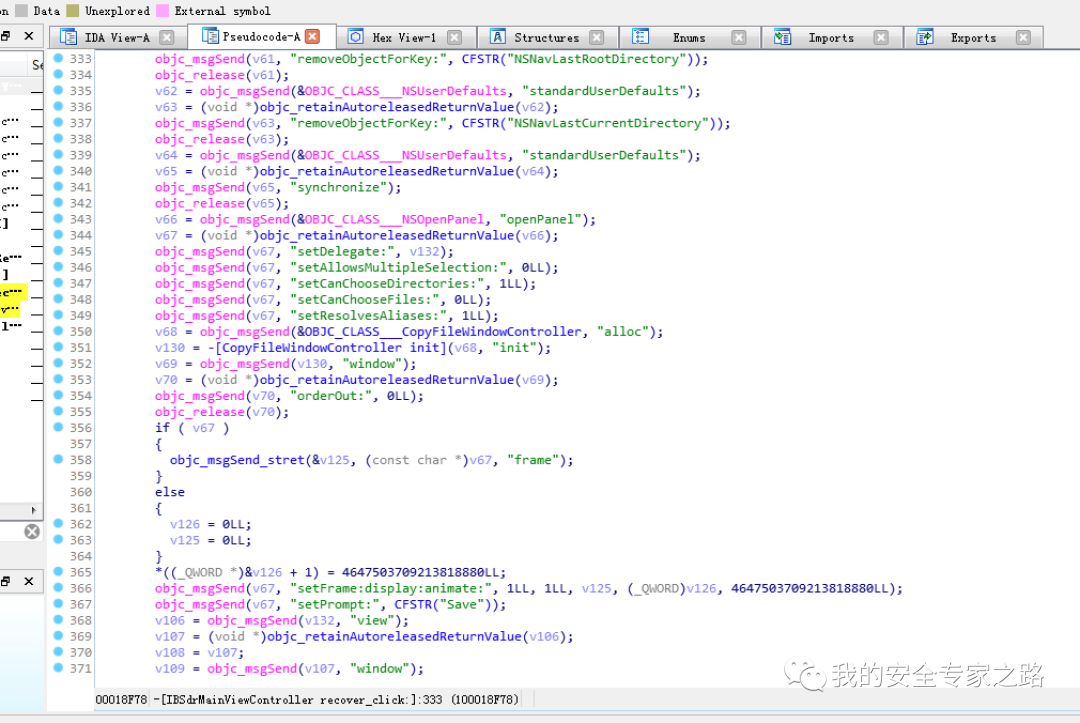 Data Unexplored External symbol
IDA View-A Pseudocode-A Hex View-1 Structures Enums Imports Exports
333 objc_msgSend(v61, "removeObjectForKey:", CFSTR("NSNavLastRootDirectory"));
334 objc_release(v61);
335 v62 = objc_msgSend(&OBJC_CLASS___NSUserDefaults, "standardUserDefaults");
336 v63 = (void *)objc_retainAutoreleasedReturnValue(v62);
337 objc_msgSend(v63, "removeObjectForKey:", CFSTR("NSNavLastCurrentDirectory"));
338 objc_release(v63);
339 v64 = objc_msgSend(&OBJC_CLASS___NSUserDefaults, "standardUserDefaults");
340 v65 = (void *)objc_retainAutoreleasedReturnValue(v64);
341 objc_msgSend(v65, "synchronize");
342 objc_release(v65);
343 v66 = objc_msgSend(&OBJC_CLASS___NSOpenPanel, "openPanel");
344 v67 = (void *)objc_retainAutoreleasedReturnValue(v66);
345 objc_msgSend(v67, "setDelegate:", v132);
346 objc_msgSend(v67, "setAllowsMultipleSelection:", 0LL);
347 objc_msgSend(v67, "setCanChooseDirectories:", 1LL);
348 objc_msgSend(v67, "setCanChooseFiles:", 0LL);
349 objc_msgSend(v67, "setResolvesAliases:", 1LL);
350 v68 = objc_msgSend(&OBJC_CLASS___CopyFileWindowController, "alloc");
351 v130 = -[CopyFileWindowController init](v68, "init");
352 v69 = objc_msgSend(v130, "window");
353 v70 = (void *)objc_retainAutoreleasedReturnValue(v69);
354 objc_msgSend(v70, "orderOut:", 0LL);
355 objc_release(v70);
356 if ( v67 )
357 {
358 objc_msgSend_stret(&v125, (const char *)v67, "frame");
359 }
360 else
361 {
362 v126 = 0LL;
363 v125 = 0LL;
364 }
365 *((_QWORD *)&v126 + 1) = 4647503709213818880LL;
366 objc_msgSend(v67, "setFrame:display:animate:", 1LL, 1LL, v125, (_QWORD)v126, 4647503709213818880LL);
367 objc_msgSend(v67, "setPrompt:", CFSTR("Save"));
368 v106 = objc_msgSend(v132, "view");
369 v107 = (void *)objc_retainAutoreleasedReturnValue(v106);
370 v108 = v107;
371 v109 = objc_msgSend(v107, "window");
我的安全专家之路
00018F78 -[IBSdrMainViewController recover_click:]:333 (100018F78)